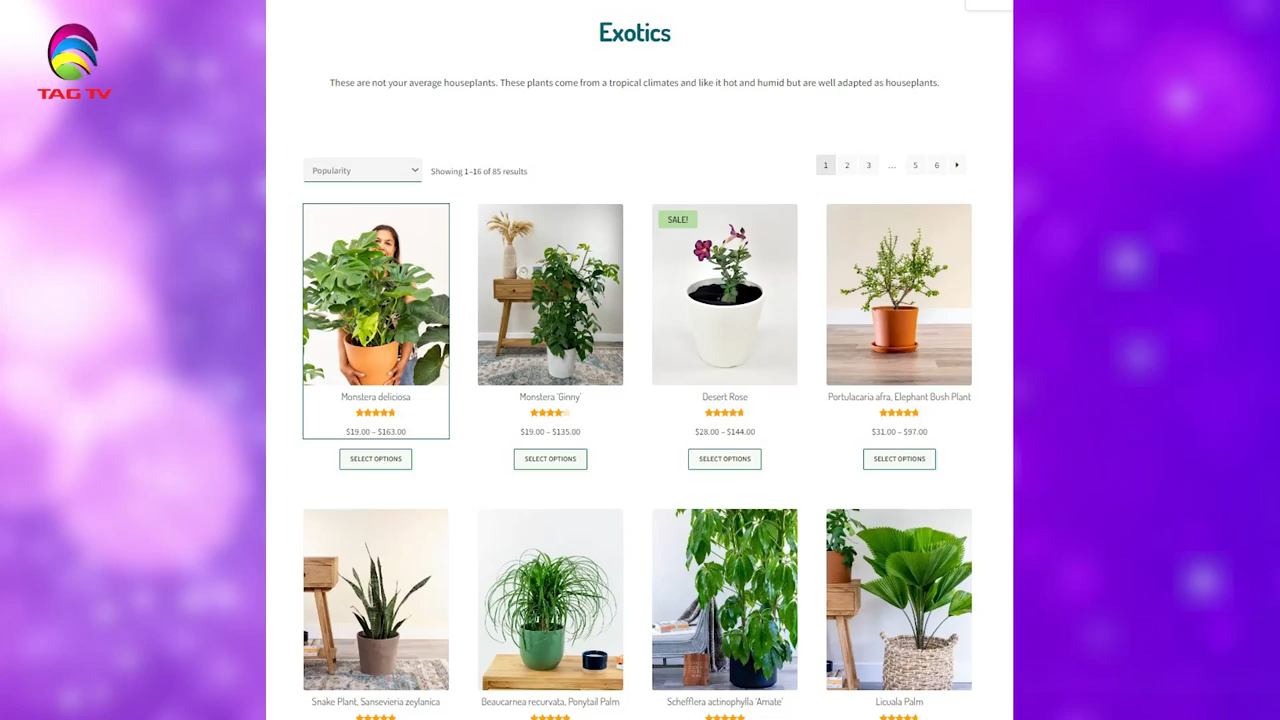 TAG TV
Exotics
These are not your average houseplants. These plants come from a tropical climates and like it hot and humid but are well adapted as houseplants.
Popularity
Showing 1–16 of 85 results
1 2 3 ... 5 6
SALE!
Monstera deliciosa
$19.00 – $163.00
SELECT OPTIONS
Monstera 'Ginny'
$19.00 – $135.00
SELECT OPTIONS
Desert Rose
$28.00 – $144.00
SELECT OPTIONS
Portulacaria afra, Elephant Bush Plant
$31.00 – $97.00
SELECT OPTIONS
Snake Plant, Sansevieria zeylanica
Beaucarnea recurvata, Ponytail Palm
Schefflera actinophylla 'Amate'
Licuala Palm